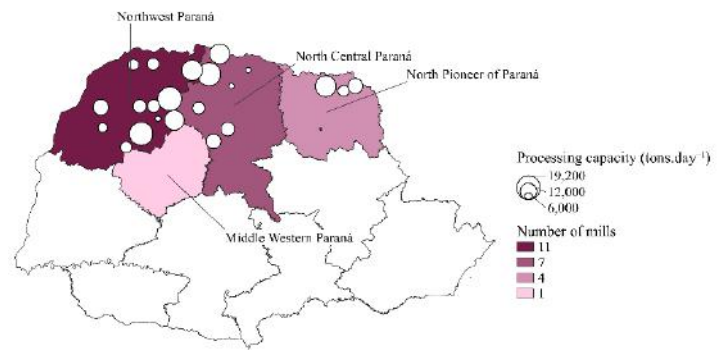 Northwest Paraná
North Central Paraná
North Pioneer of Paraná
Middle Western Paraná
Processing capacity (tons.day⁻¹)
19,200
12,000
6,000
Number of mills
11
7
4
1